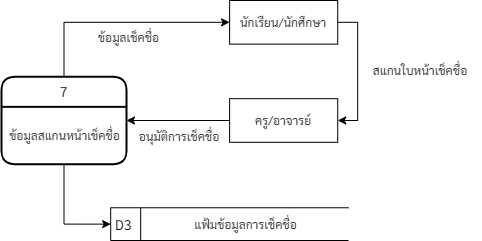 นักเรียน/นักศึกษา
ข้อมูลเช็คชื่อ
สแกนใบหน้าเช็คชื่อ
7
ข้อมูลสแกนหน้าเช็คชื่อ
อนุมัติการเช็คชื่อ
ครู/อาจารย์
D3
แฟ้มข้อมูลการเช็คชื่อ